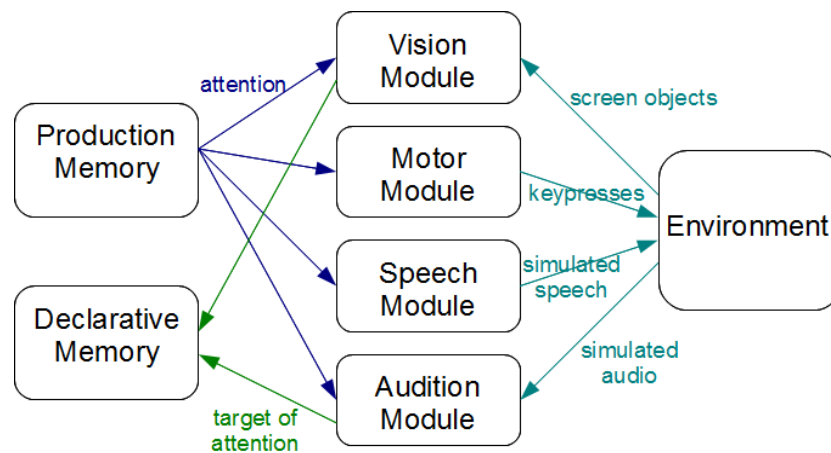 Vision
Module
attention
screen objects
Production
Memory
Motor
Module
keypresses
Environment
Speech
Module
simulated
speech
Declarative
Memory
simulated
audio
Audition
Module
target of
attention